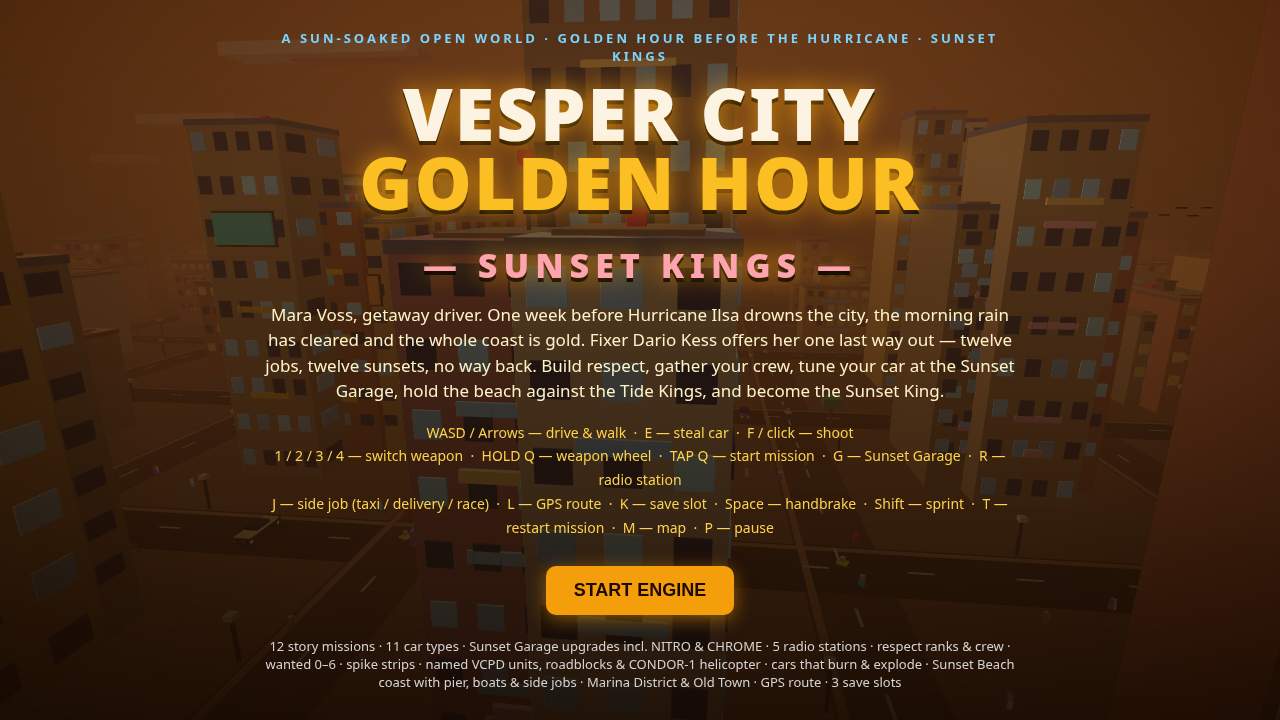 A SUN-SOAKED OPEN WORLD · GOLDEN HOUR BEFORE THE HURRICANE · SUNSET
KINGS
VESPER CITY
GOLDEN HOUR
— SUNSET KINGS —
Mara Voss, getaway driver. One week before Hurricane Ilsa drowns the city, the morning rain
has cleared and the whole coast is gold. Fixer Dario Kess offers her one last way out — twelve
jobs, twelve sunsets, no way back. Build respect, gather your crew, tune your car at the Sunset
Garage, hold the beach against the Tide Kings, and become the Sunset King.
WASD / Arrows — drive & walk · E — steal car · F / click — shoot
1 / 2 / 3 / 4 — switch weapon · HOLD Q — weapon wheel · TAP Q — start mission · G — Sunset Garage · R —
radio station
J — side job (taxi / delivery / race) · L — GPS route · K — save slot · Space — handbrake · Shift — sprint · T —
restart mission · M — map · P — pause
START ENGINE
12 story missions · 11 car types · Sunset Garage upgrades incl. NITRO & CHROME · 5 radio stations · respect ranks & crew ·
wanted 0–6 · spike strips · named VCPD units, roadblocks & CONDOR-1 helicopter · cars that burn & explode · Sunset Beach
coast with pier, boats & side jobs · Marina District & Old Town · GPS route · 3 save slots